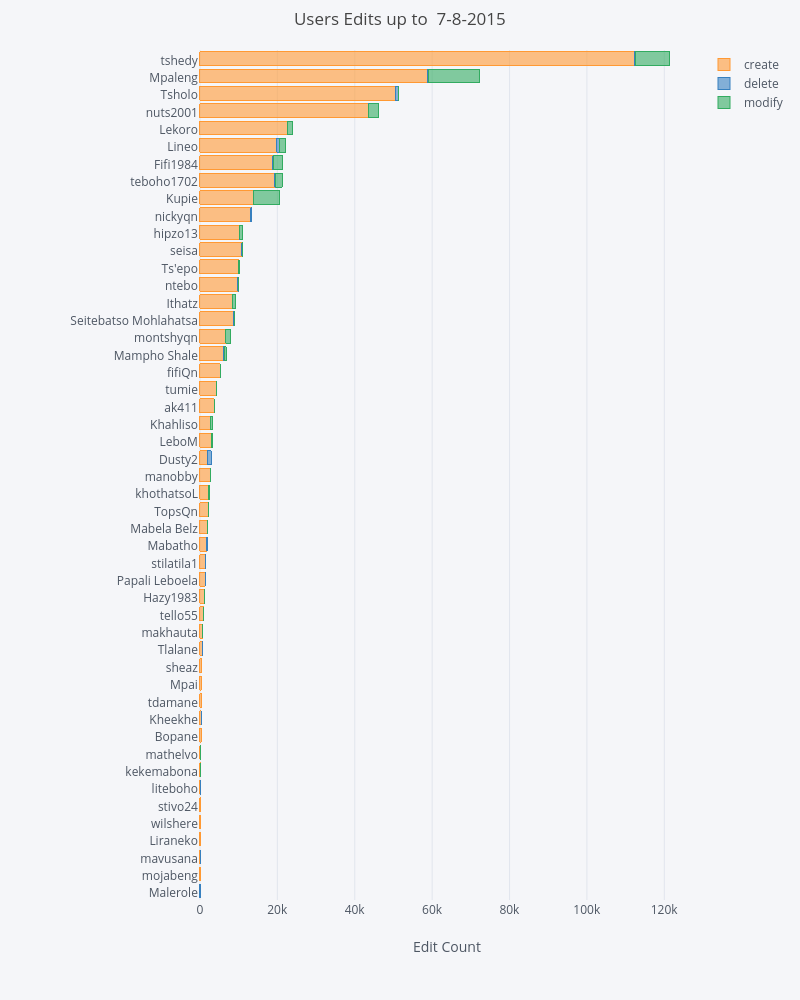 Users Edits up to  7-8-2015
create
delete
modify
tshedy
Mpaleng
Tsholo
nuts2001
Lekoro
Lineo
Fifi1984
teboho1702
Kupie
nickyqn
hipzo13
seisa
Ts'epo
ntebo
Ithatz
Seitebatso Mohlahatsa
montshyqn
Mampho Shale
fifiQn
tumie
ak411
Khahliso
LeboM
Dusty2
manobby
khothatsoL
TopsQn
Mabela Belz
Mabatho
stilatila1
Papali Leboela
Hazy1983
tello55
makhauta
Tlalane
sheaz
Mpai
tdamane
Kheekhe
Bopane
mathelvo
kekemabona
liteboho
stivo24
wilshere
Liraneko
mavusana
mojabeng
Malerole
0 20k 40k 60k 80k 100k 120k
Edit Count